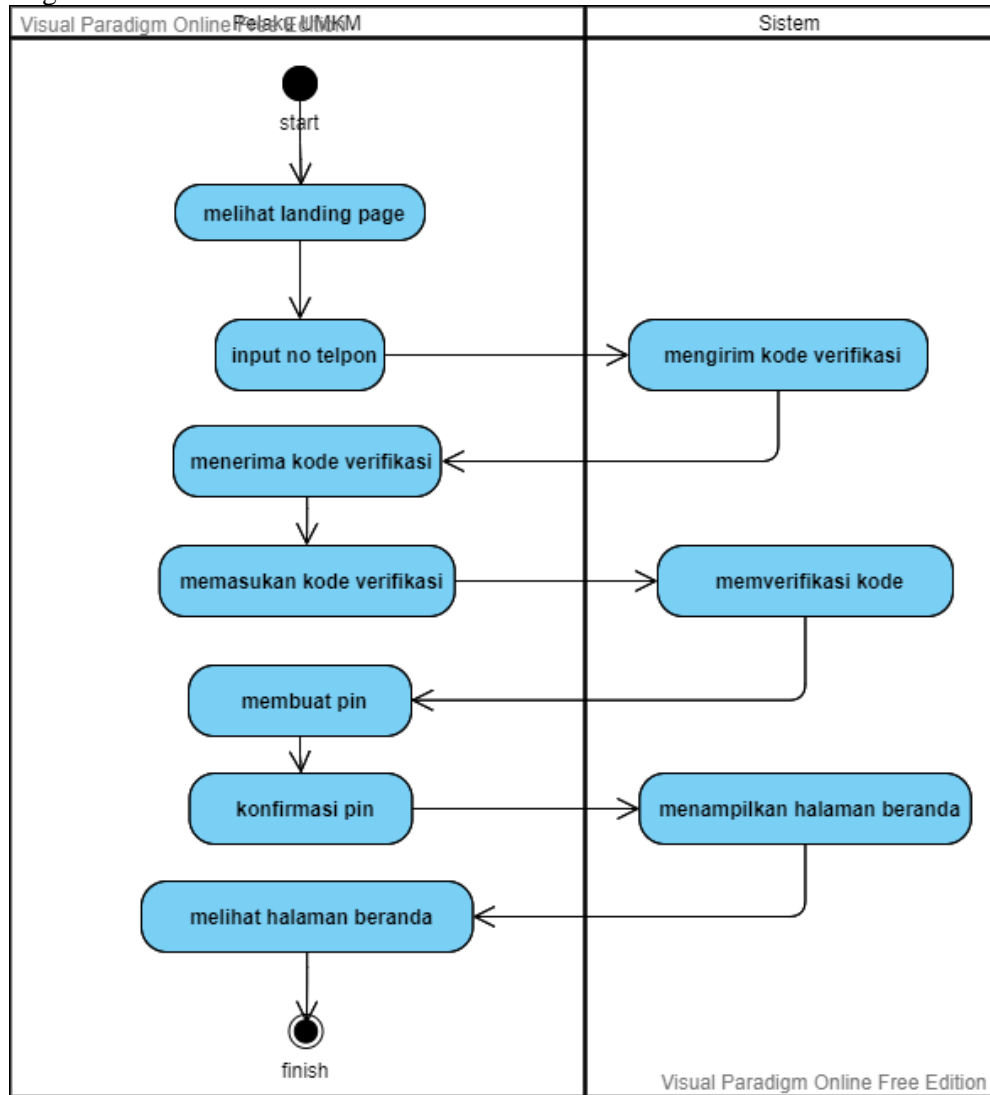 Visual Paradigm Online Free Edition
Pelaku UMKM
Sistem
start
melihat landing page
input no telpon
mengirim kode verifikasi
menerima kode verifikasi
memasukan kode verifikasi
memverifikasi kode
membuat pin
konfirmasi pin
menampilkan halaman beranda
melihat halaman beranda
finish
Visual Paradigm Online Free Edition